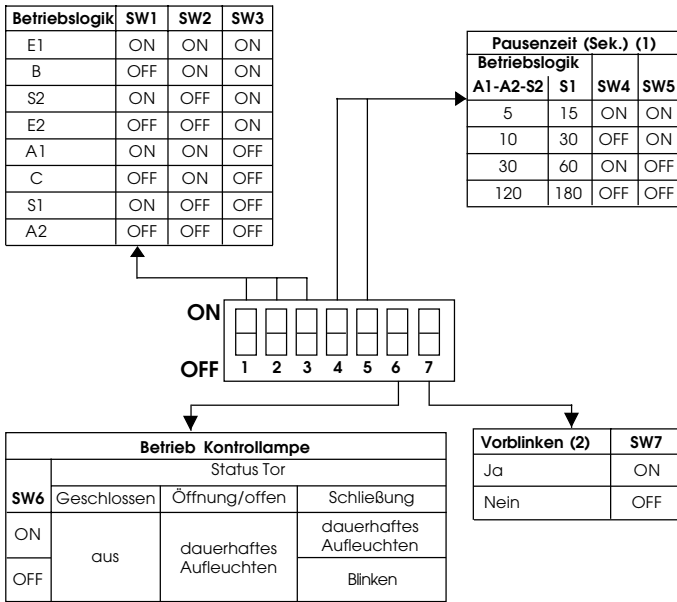 Betriebslogik SW1 SW2 SW3
E1 ON ON ON
B OFF ON ON
S2 ON OFF ON
E2 OFF OFF ON
A1 ON ON OFF
C OFF ON OFF
S1 ON OFF OFF
A2 OFF OFF OFF
Pausenzeit (Sek.) (1)
Betriebslogik
A1-A2-S2 S1 SW4 SW5
5 15 ON ON
10 30 OFF ON
30 60 ON OFF
120 180 OFF OFF
ON
OFF 1 2 3 4 5 6 7
Betrieb Kontrollampe
Status Tor
SW6 Geschlossen Öffnung/offen Schließung
ON aus dauerhaftes Aufleuchten dauerhaftes Aufleuchten
OFF Blinken
Vorblinken (2) SW7
Ja ON
Nein OFF